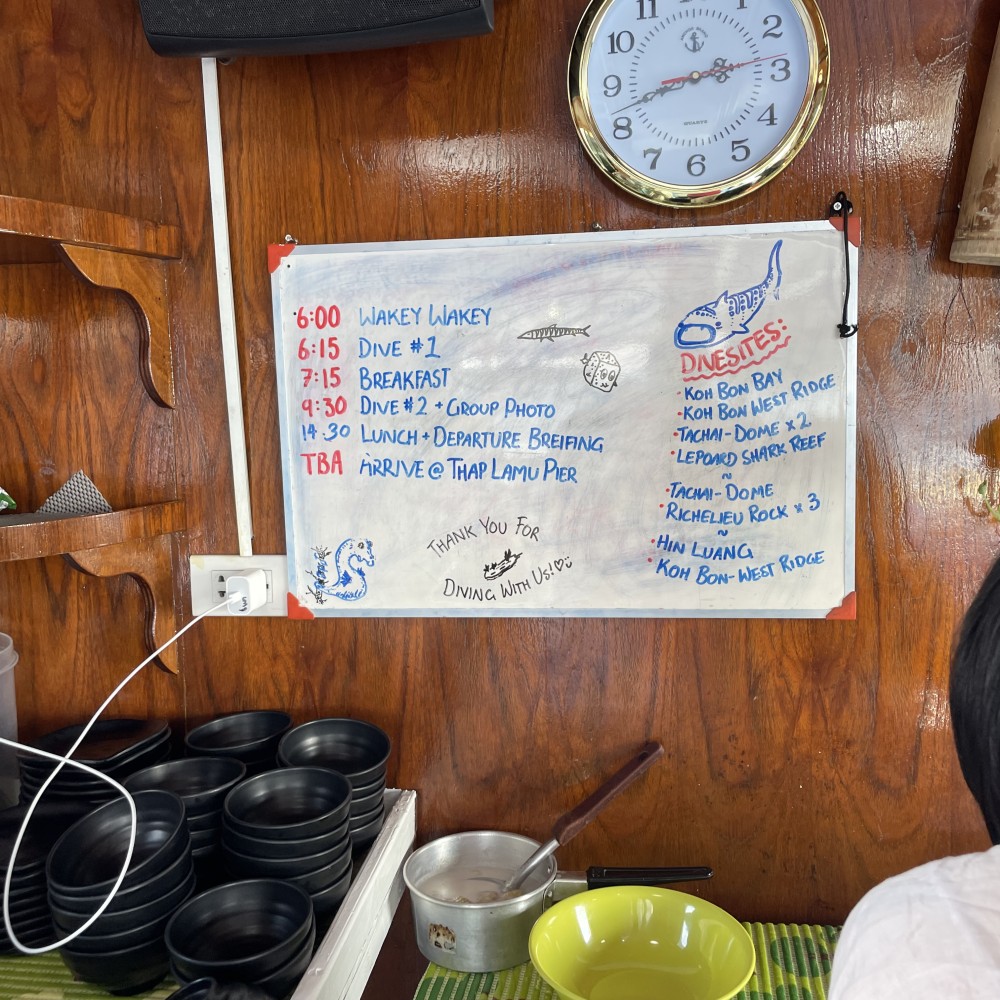 11
1
10
2
9
3
8
4
7
5
6
QUARTZ
6:00 WAKEY WAKEY
6:15 DIVE #1
7:15 BREAKFAST
9:30 DIVE #2 + GROUP PHOTO
14:30 LUNCH + DEPARTURE BREIFING
TBA ARRIVE @ THAP LAMU PIER
THANK YOU FOR
DIVING WITH US!
DIVESITES:
KOH BON BAY
KOH BON WEST RIDGE
TACHAI-DOME x 2
LEPOARD SHARK REEF
~
TACHAI-DOME
RICHELIEU ROCK x 3
~
HIN LUANG
KOH BON-WEST RIDGE